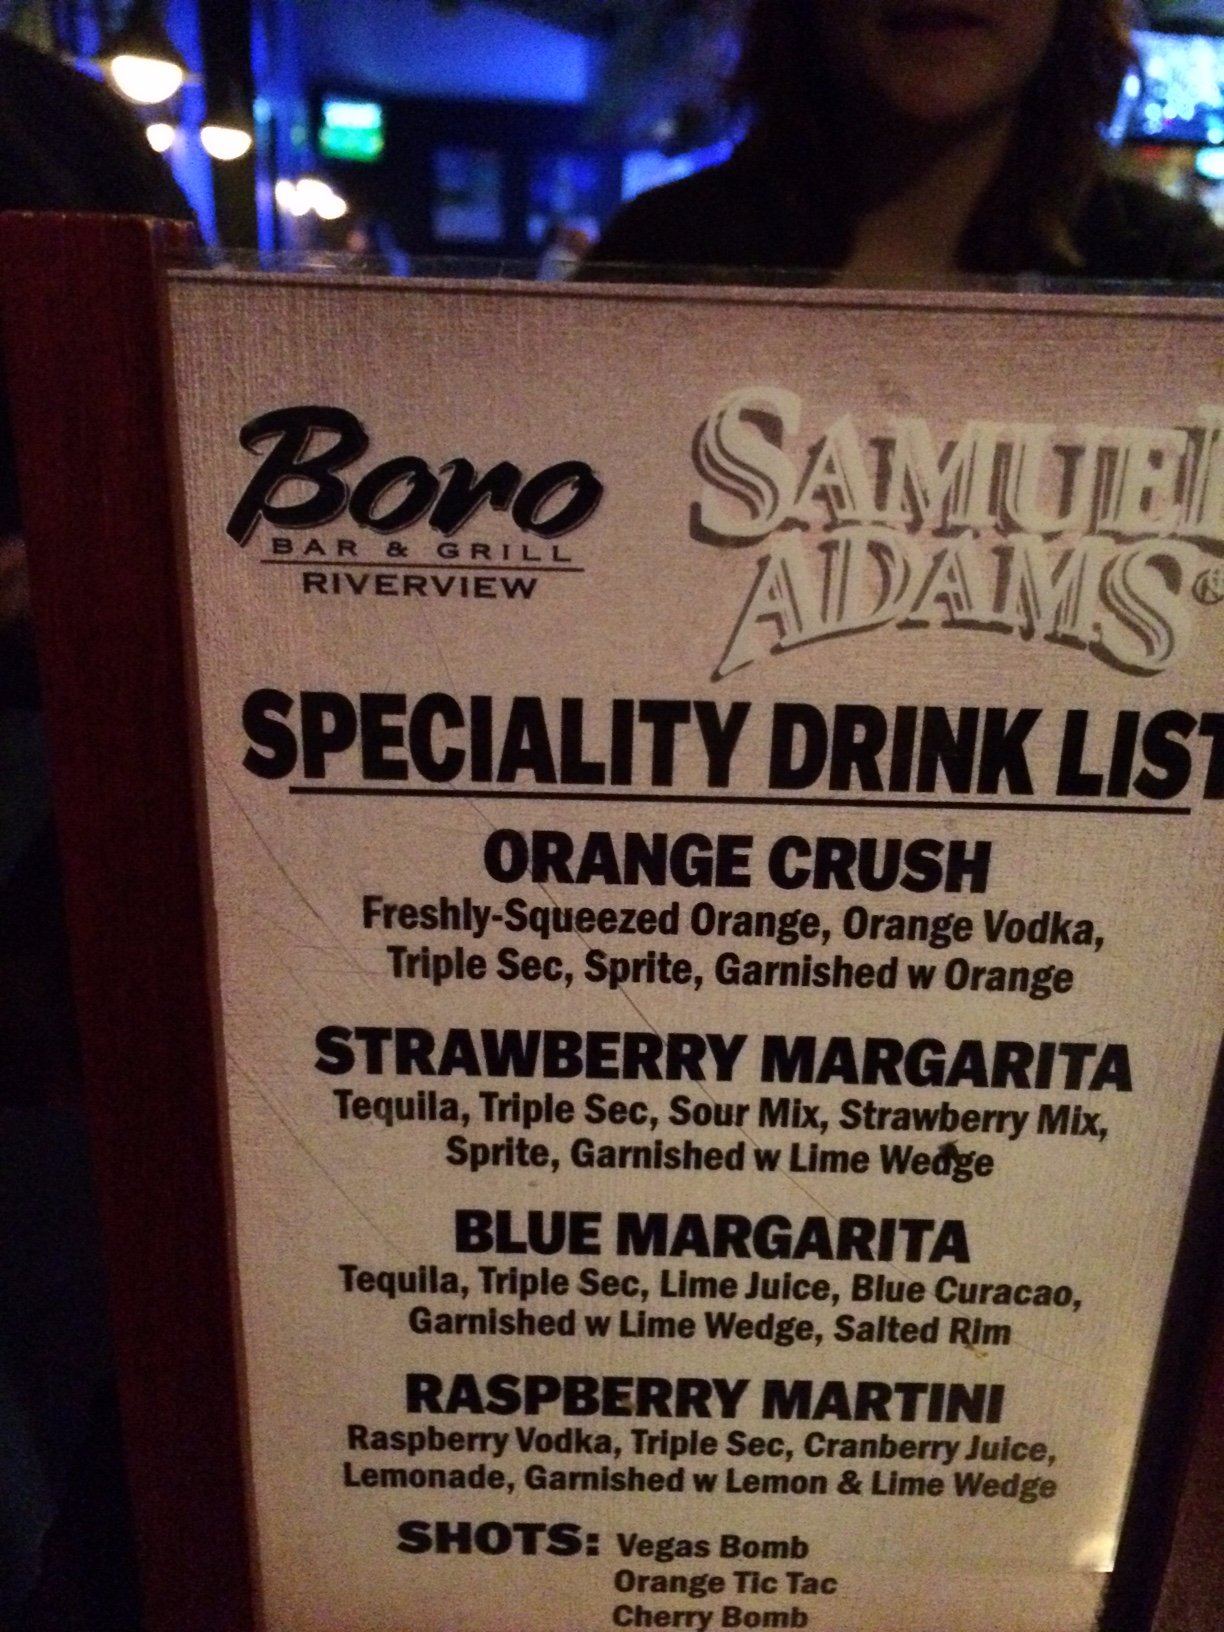 Boro
BAR & GRILL
RIVERVIEW
SAMUEL
ADAMS®
SPECIALITY DRINK LIST
ORANGE CRUSH
Freshly-Squeezed Orange, Orange Vodka,
Triple Sec, Sprite, Garnished w Orange
STRAWBERRY MARGARITA
Tequila, Triple Sec, Sour Mix, Strawberry Mix,
Sprite, Garnished w Lime Wedge
BLUE MARGARITA
Tequila, Triple Sec, Lime Juice, Blue Curacao,
Garnished w Lime Wedge, Salted Rim
RASPBERRY MARTINI
Raspberry Vodka, Triple Sec, Cranberry Juice,
Lemonade, Garnished w Lemon & Lime Wedge
SHOTS: Vegas Bomb
Orange Tic Tac
Cherry Bomb